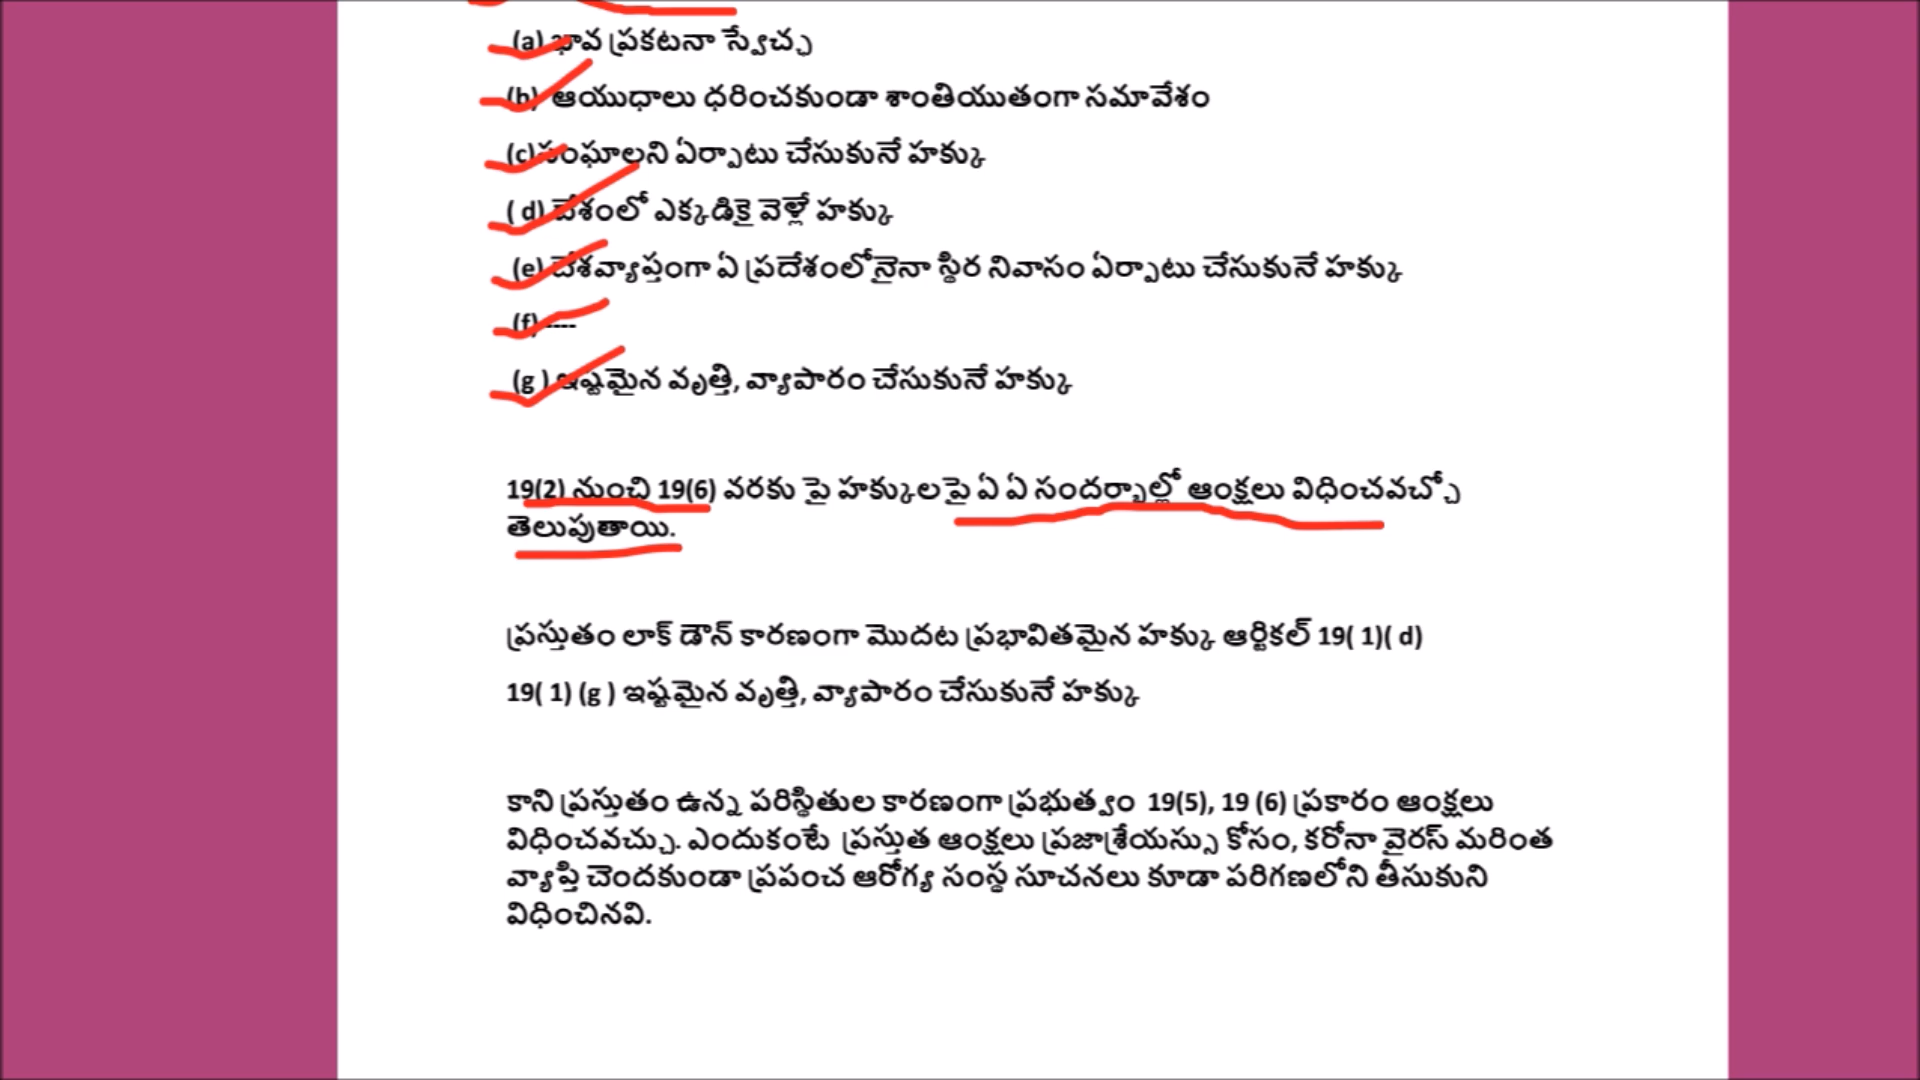 (a) భావ ప్రకటనా స్వేచ్ఛ
(b) ఆయుధాలు ధరించకుండా శాంతియుతంగా సమావేశం
(c)సంఘాలని ఏర్పాటు చేసుకునే హక్కు
( d) దేశంలో ఎక్కడికై వెళ్లే హక్కు
(e) దేశవ్యాప్తంగా ఏ ప్రదేశంలోనైనా స్థిర నివాసం ఏర్పాటు చేసుకునే హక్కు
(f) ----
(g ) ఇష్టమైన వృత్తి, వ్యాపారం చేసుకునే హక్కు
19(2) నుంచి 19(6) వరకు పై హక్కులపై ఏ ఏ సందర్భాల్లో ఆంక్షలు విధించవచ్చో
తెలుపుతాయి.
ప్రస్తుతం లాక్ డౌన్ కారణంగా మొదట ప్రభావితమైన హక్కు ఆర్టికల్ 19( 1)( d)
19( 1) (g ) ఇష్టమైన వృత్తి, వ్యాపారం చేసుకునే హక్కు
కాని ప్రస్తుతం ఉన్న పరిస్థితుల కారణంగా ప్రభుత్వం 19(5), 19 (6) ప్రకారం ఆంక్షలు
విధించవచ్చు. ఎందుకంటే ప్రస్తుత ఆంక్షలు ప్రజాశ్రేయస్సు కోసం, కరోనా వైరస్ మరింత
వ్యాప్తి చెందకుండా ప్రపంచ ఆరోగ్య సంస్థ సూచనలు కూడా పరిగణలోని తీసుకుని
విధించినవి.